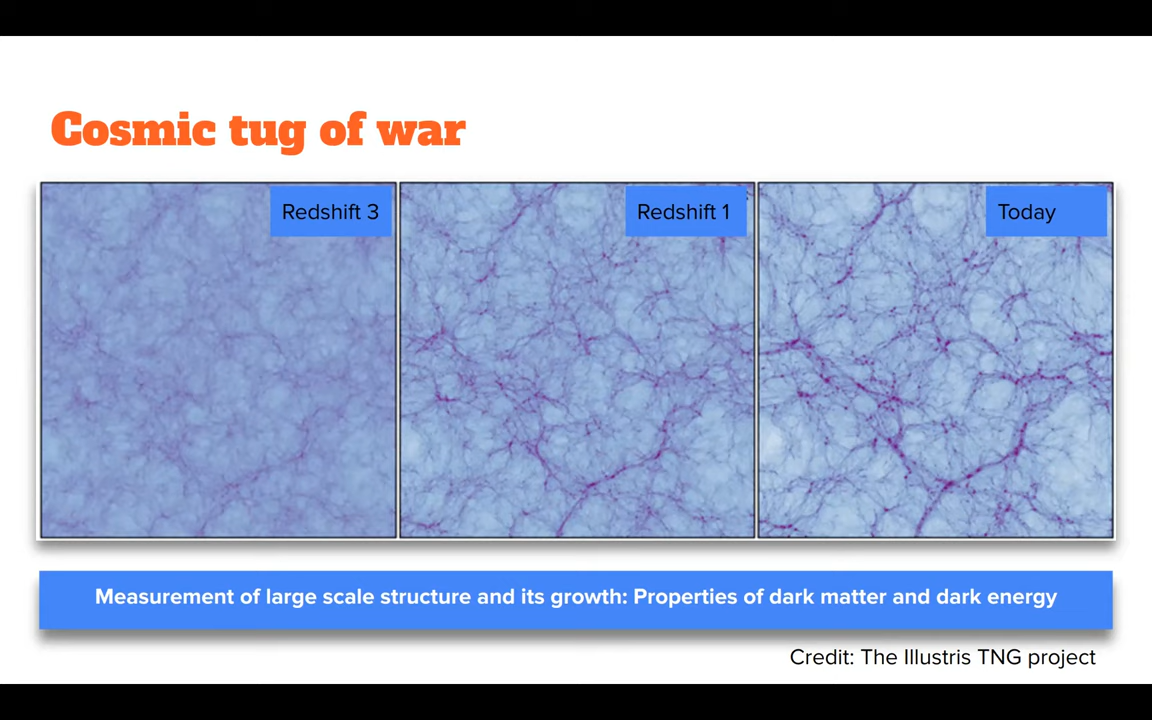 Cosmic tug of war
Redshift 3
Redshift 1
Today
Measurement of large scale structure and its growth: Properties of dark matter and dark energy
Credit: The Illustris TNG project